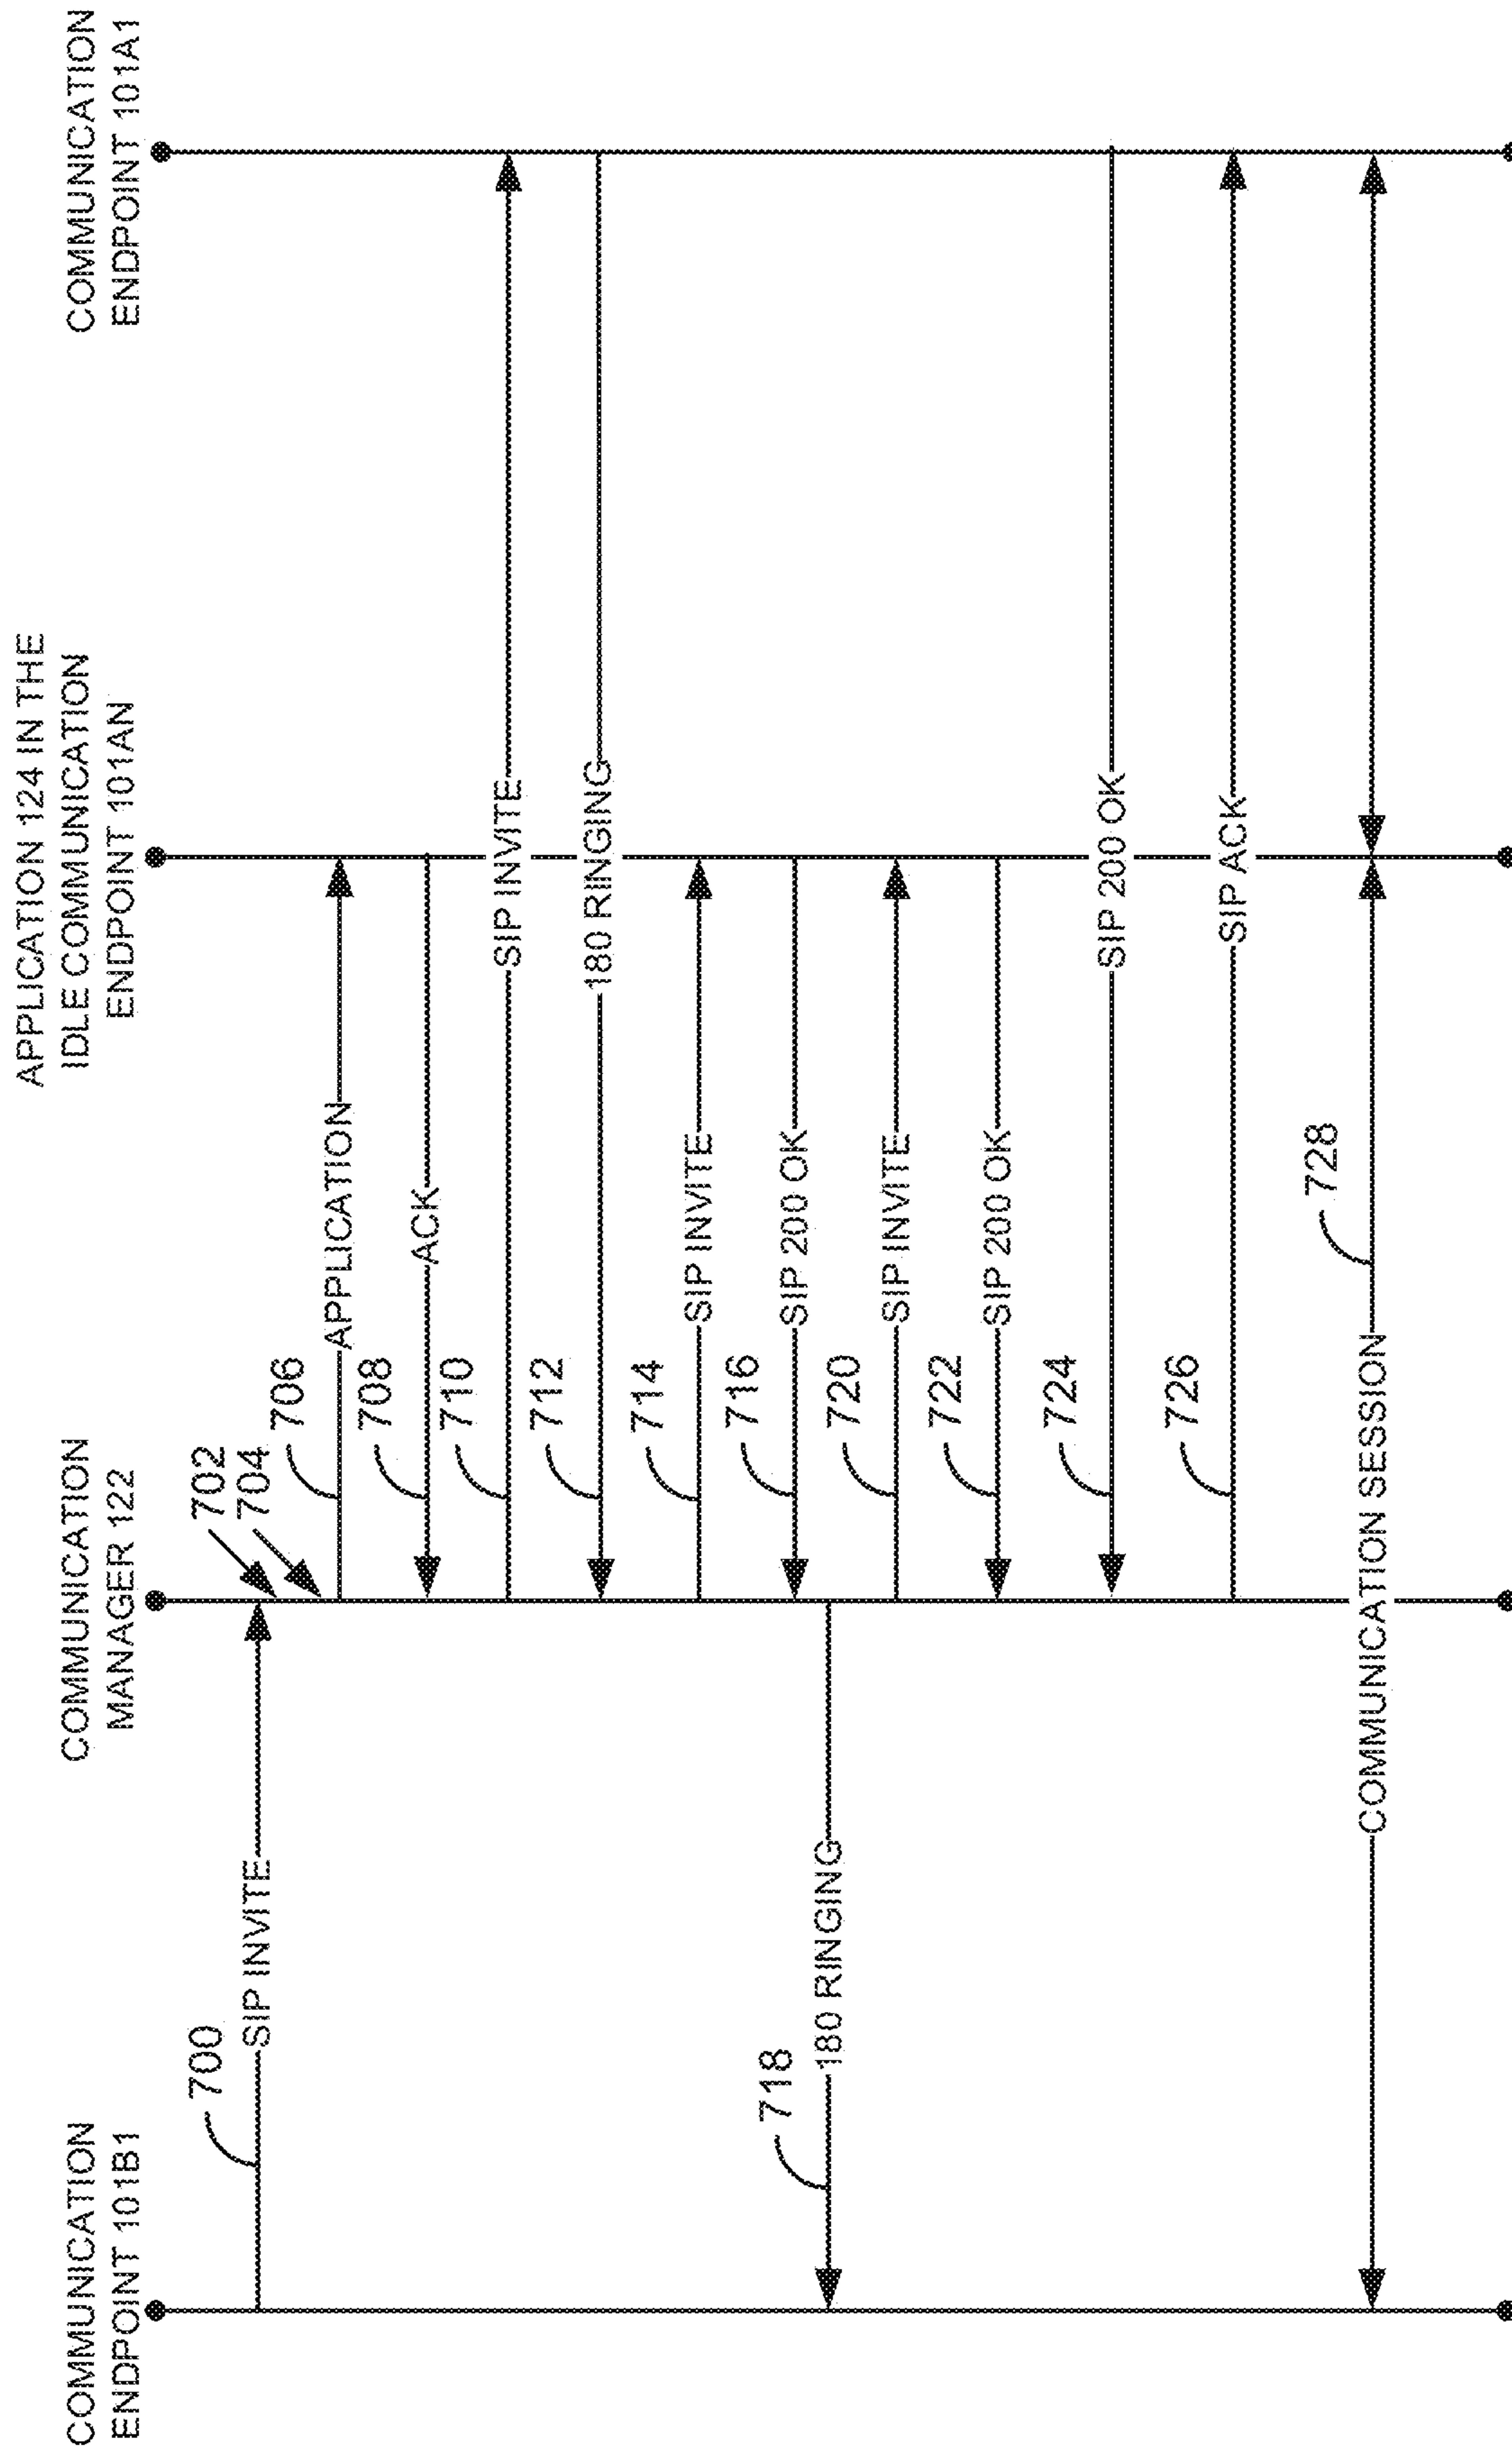 COMMUNICATION
ENDPOINT 101B1
COMMUNICATION
MANAGER 122
APPLICATION 124 IN THE
IDLE COMMUNICATION
ENDPOINT 101AN
COMMUNICATION
ENDPOINT 101A1
700
SIP INVITE
702
704
706
APPLICATION
708
ACK
710
SIP INVITE
712
180 RINGING
714
SIP INVITE
716
SIP 200 OK
718
180 RINGING
720
SIP INVITE
722
SIP 200 OK
724
SIP 200 OK
726
SIP ACK
COMMUNICATION SESSION
728